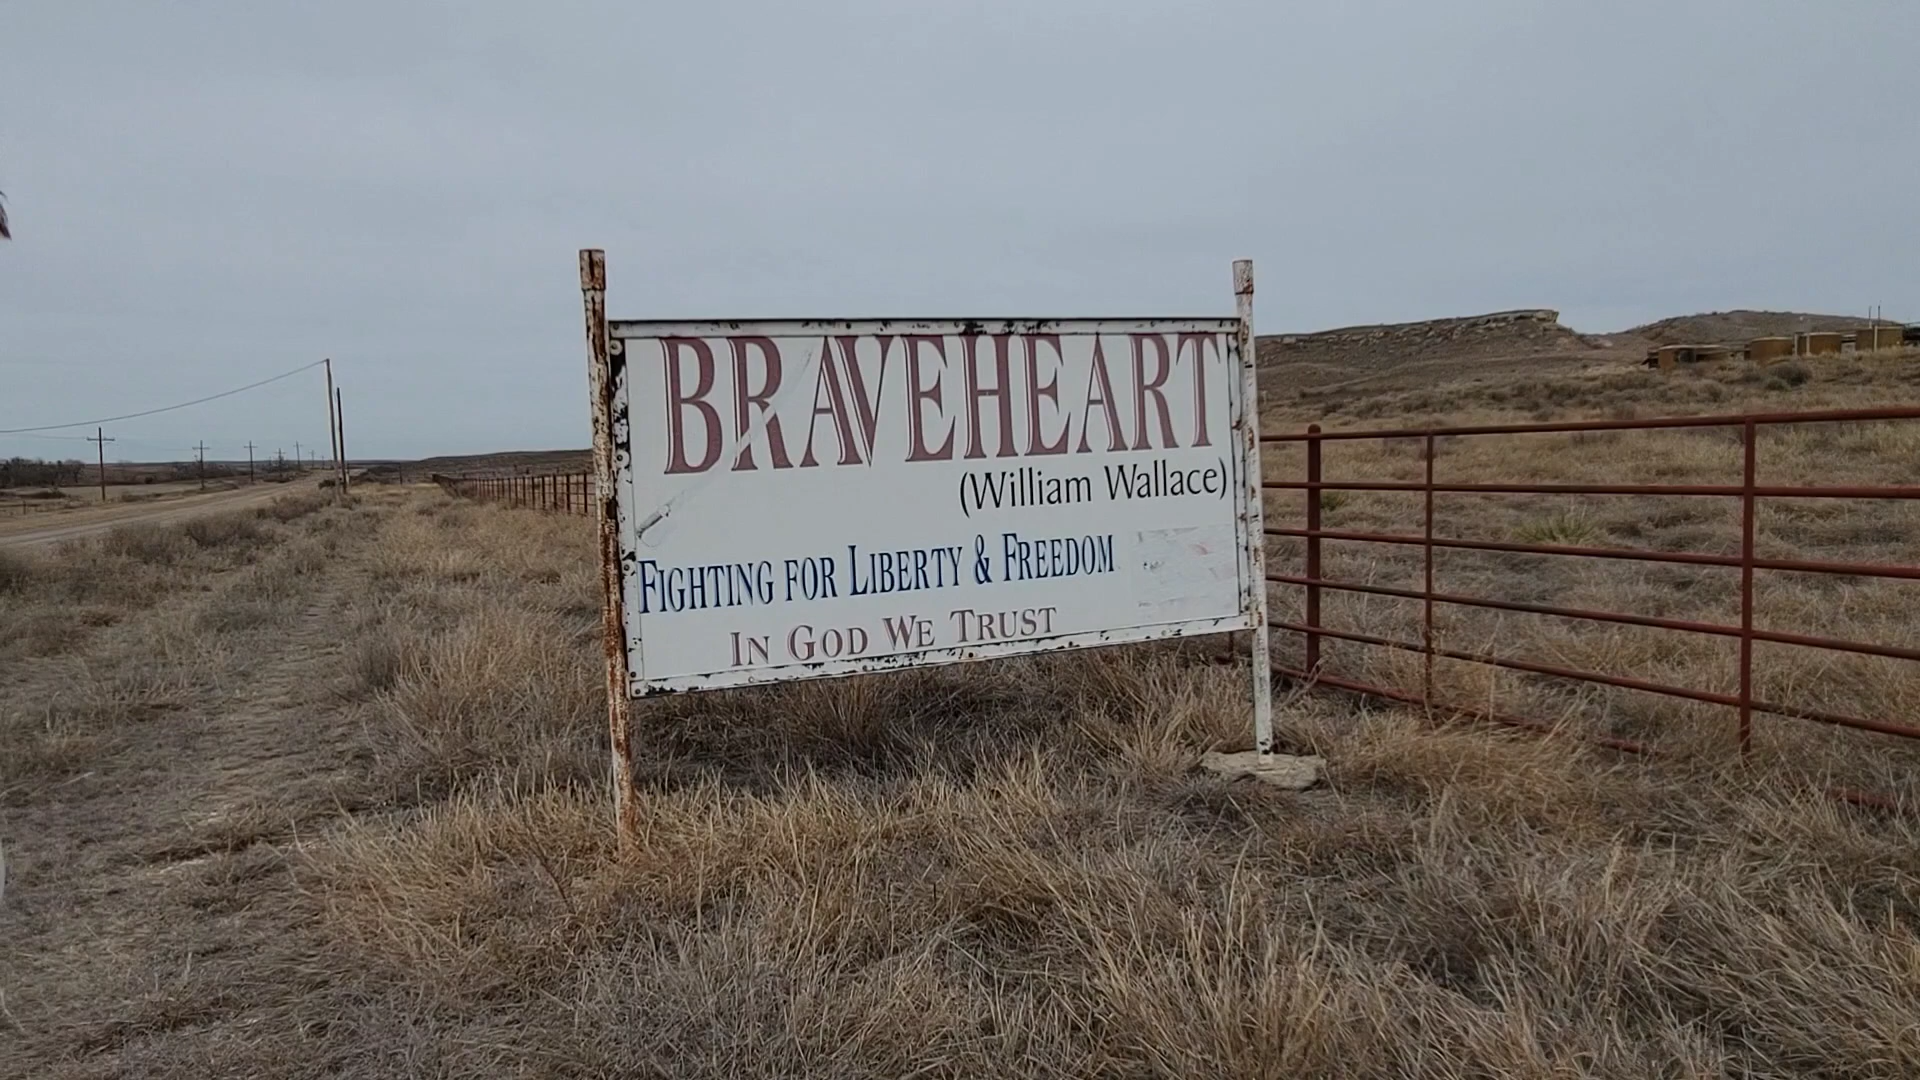 BRAVEHEART
(William Wallace)
FIGHTING FOR LIBERTY & FREEDOM
IN GOD WE TRUST